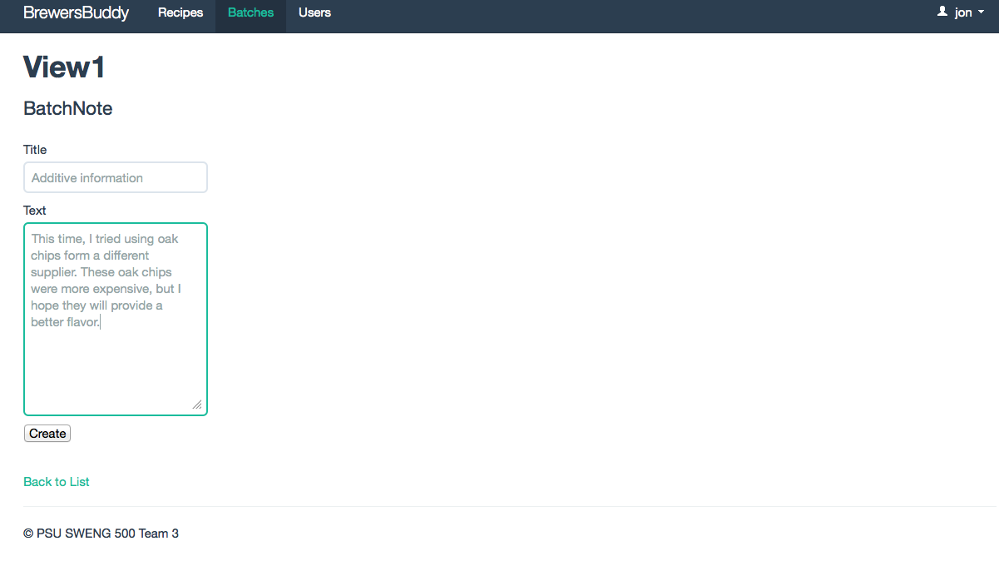 BrewersBuddy Recipes Batches Users jon
View1
BatchNote
Title
Additive information
Text
This time, I tried using oak
chips form a different
supplier. These oak chips
were more expensive, but I
hope they will provide a
better flavor.
Create
Back to List
© PSU SWENG 500 Team 3